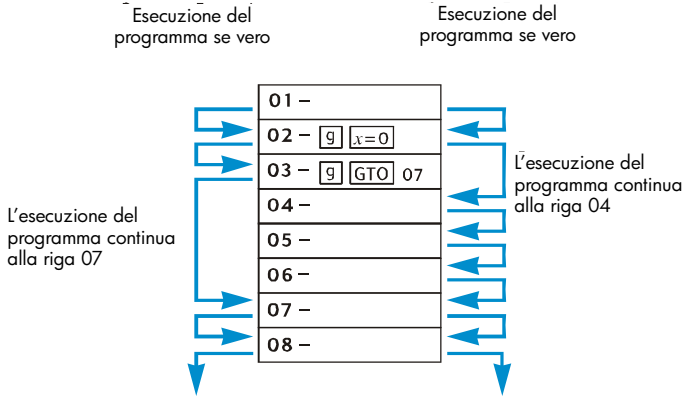 Esecuzione del
programma se vero
Esecuzione del
programma se vero
01 –
02 – g x=0
03 – g GTO 07
04 –
05 –
06 –
07 –
08 –
L'esecuzione del
programma continua
alla riga 07
L'esecuzione del
programma continua
alla riga 04